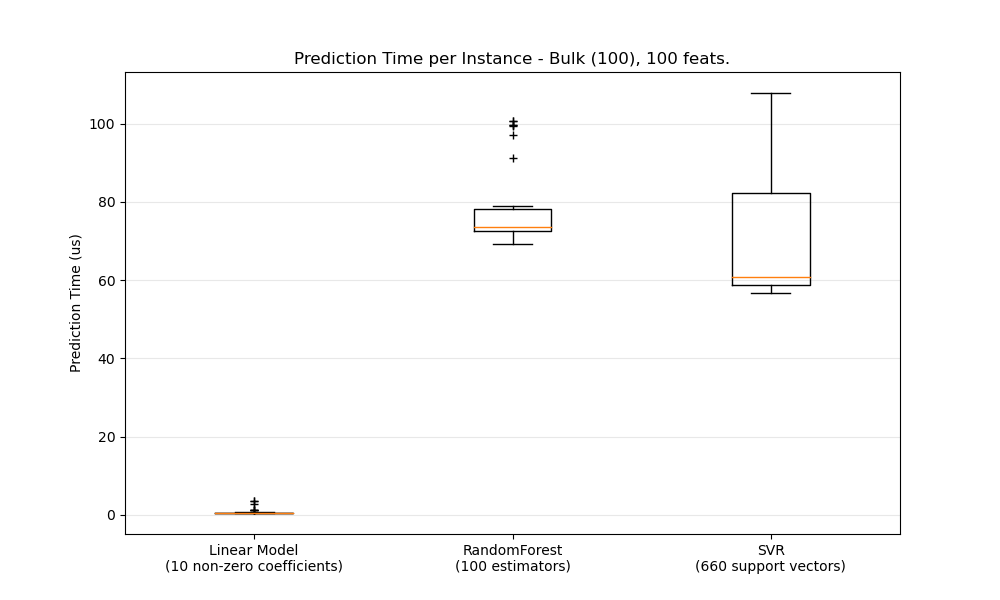 Prediction Time per Instance - Bulk (100), 100 feats.
Prediction Time (us)
100
80
60
40
20
0
Linear Model
(10 non-zero coefficients)
RandomForest
(100 estimators)
SVR
(660 support vectors)